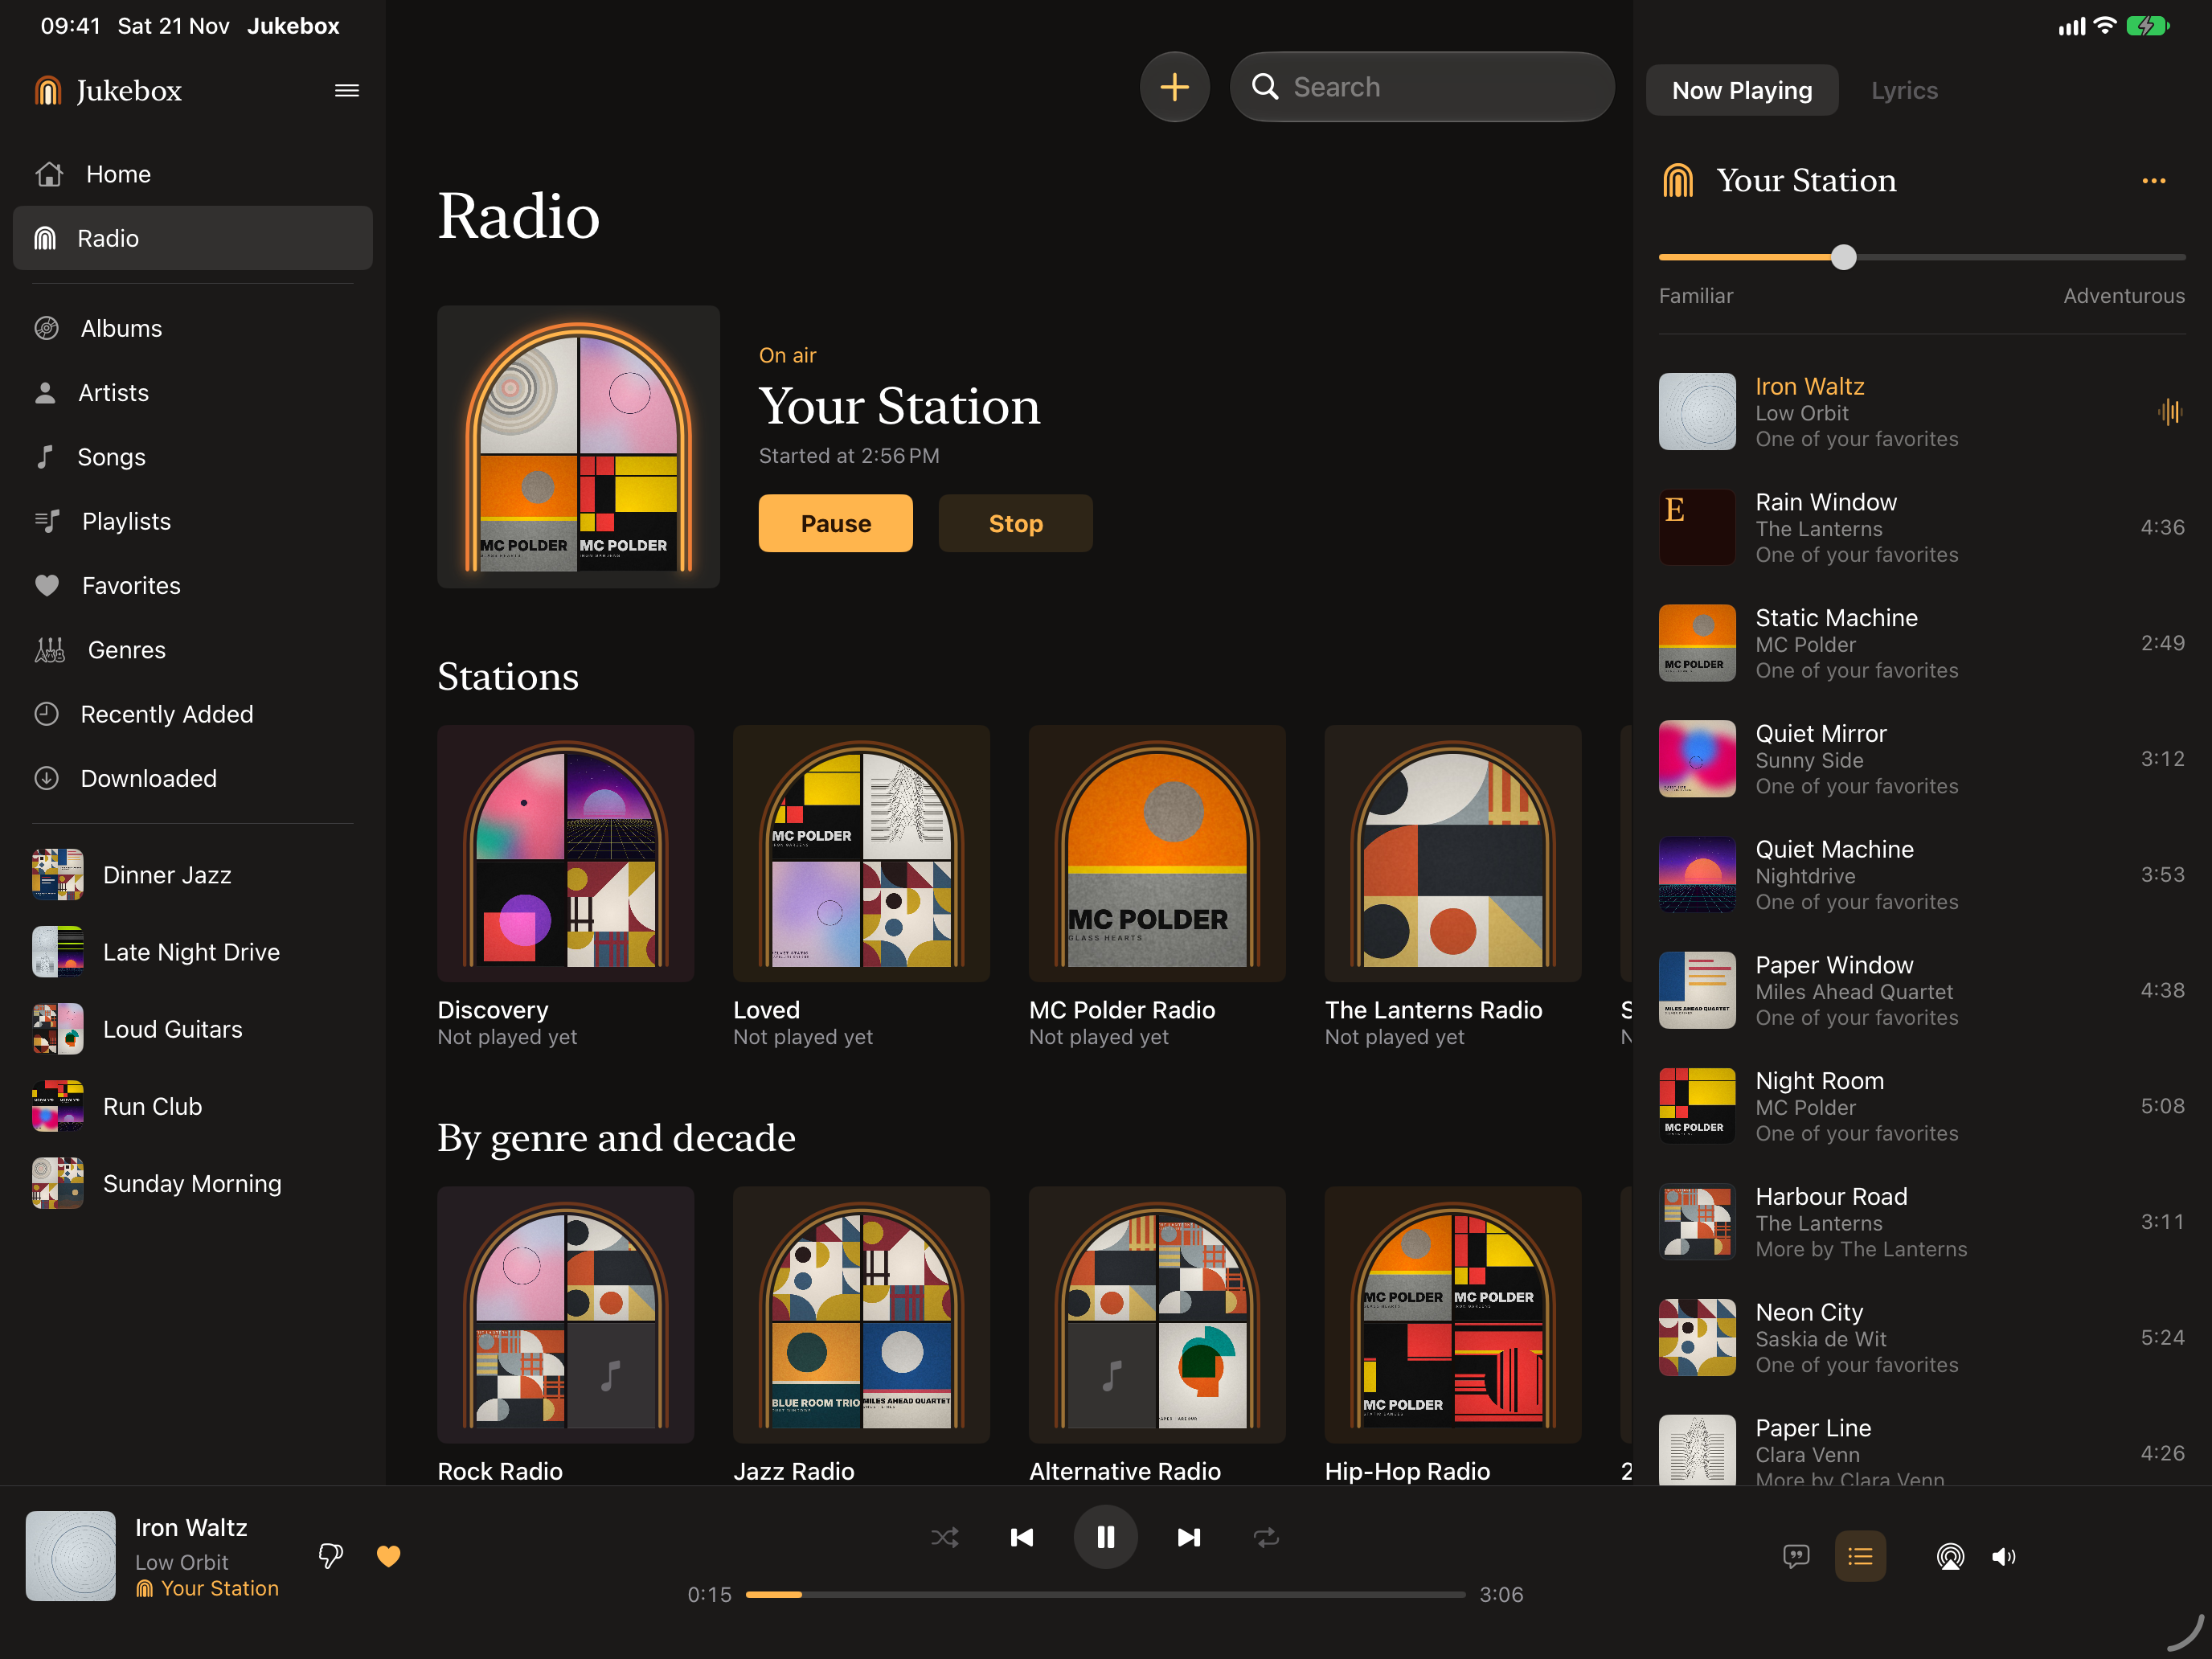 09:41 Sat 21 Nov Jukebox
Jukebox
Home
Radio
Albums
Artists
Songs
Playlists
Favorites
Genres
Recently Added
Downloaded
Dinner Jazz
Late Night Drive
Loud Guitars
Run Club
Sunday Morning
Search
Radio
MC POLDER
MC POLDER
On air
Your Station
Started at 2:56 PM
Pause
Stop
Stations
MC POLDER
MC POLDER
GLASS HEARTS
Discovery
Not played yet
Loved
Not played yet
MC Polder Radio
Not played yet
The Lanterns Radio
Not played yet
By genre and decade
BLUE ROOM TRIO
MILES AHEAD QUARTET
MC POLDER
MC POLDER
MC POLDER
Rock Radio
Jazz Radio
Alternative Radio
Hip-Hop Radio
Now Playing
Lyrics
Your Station
Familiar
Adventurous
Iron Waltz
Low Orbit
One of your favorites
E
Rain Window
The Lanterns
One of your favorites
4:36
MC POLDER
Static Machine
MC Polder
One of your favorites
2:49
Quiet Mirror
Sunny Side
One of your favorites
3:12
Quiet Machine
Nightdrive
One of your favorites
3:53
MILES AHEAD QUARTET
Paper Window
Miles Ahead Quartet
One of your favorites
4:38
MC POLDER
Night Room
MC Polder
One of your favorites
5:08
Harbour Road
The Lanterns
More by The Lanterns
3:11
Neon City
Saskia de Wit
One of your favorites
5:24
Paper Line
Clara Venn
More by Clara Venn
4:26
Iron Waltz
Low Orbit
Your Station
0:15
3:06